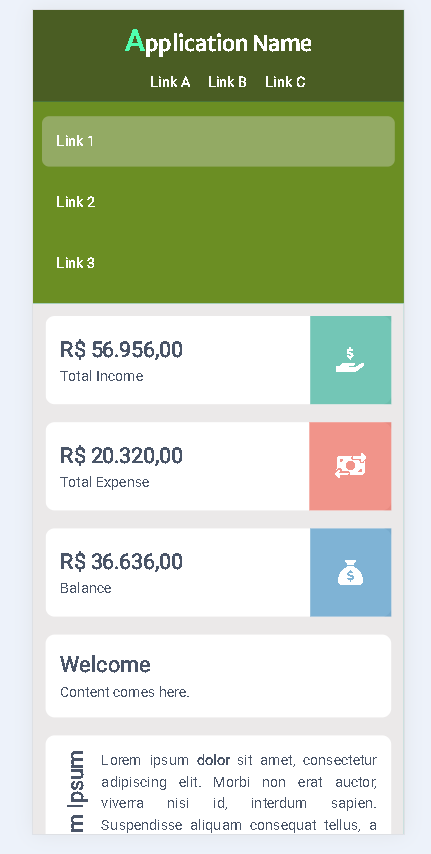 Application Name
Link A Link B Link C
Link 1
Link 2
Link 3
R$ 56.956,00
Total Income
R$ 20.320,00
Total Expense
R$ 36.636,00
Balance
Welcome
Content comes here.
m Ipsum
Lorem ipsum dolor sit amet, consectetur
adipiscing elit. Morbi non erat auctor,
viverra nisi id, interdum sapien.
Suspendisse aliquam consequat tellus, a